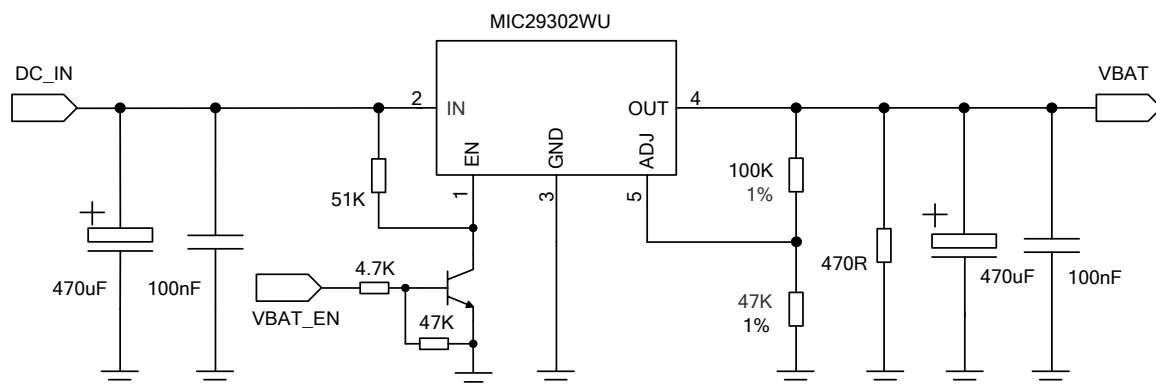 MIC29302WU
DC_IN
VBAT
2
IN
OUT
4
EN
GND
ADJ
1
3
5
51K
100K
1%
470uF
100nF
4.7K
VBAT_EN
47K
470R
47K
1%
470uF
100nF